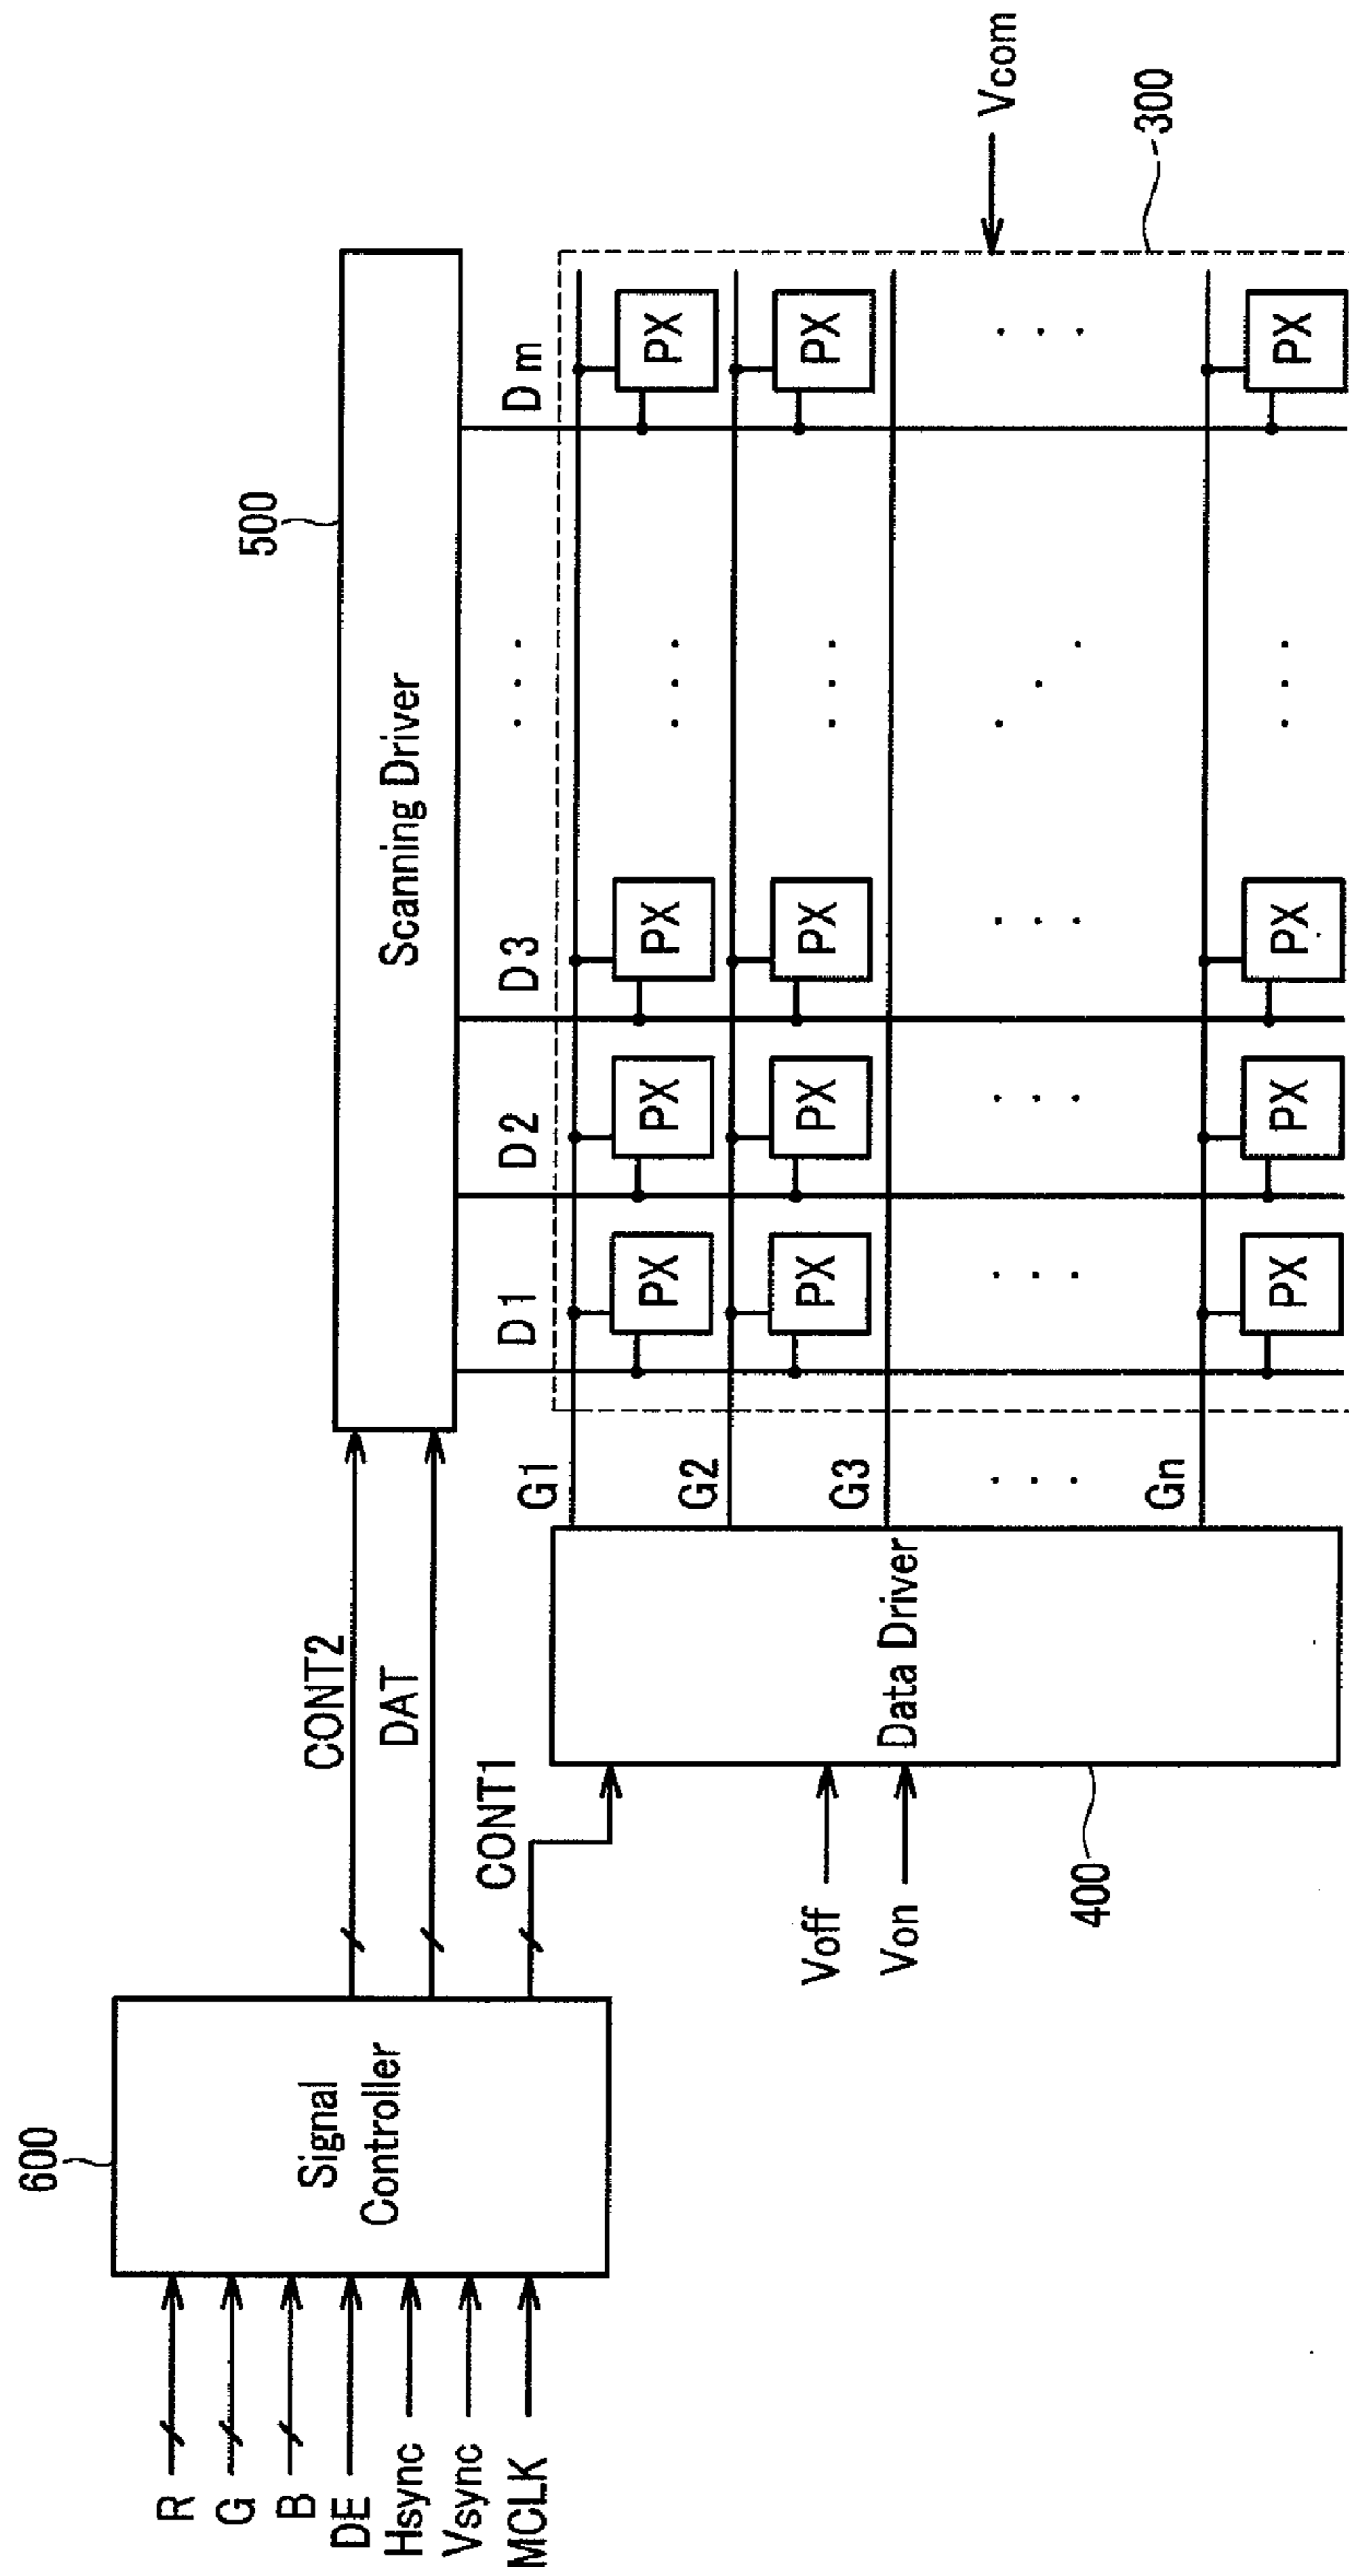 600
Signal
Controller
R
G
B
DE
Hsync
Vsync
MCLK
CONT2
DAT
CONT1
500
Scanning Driver
D1
D2
D3
Dm
G1
G2
G3
Gn
Data Driver
Voff
Von
400
PX
PX
PX
PX
PX
PX
PX
PX
PX
PX
PX
PX
Vcom
300